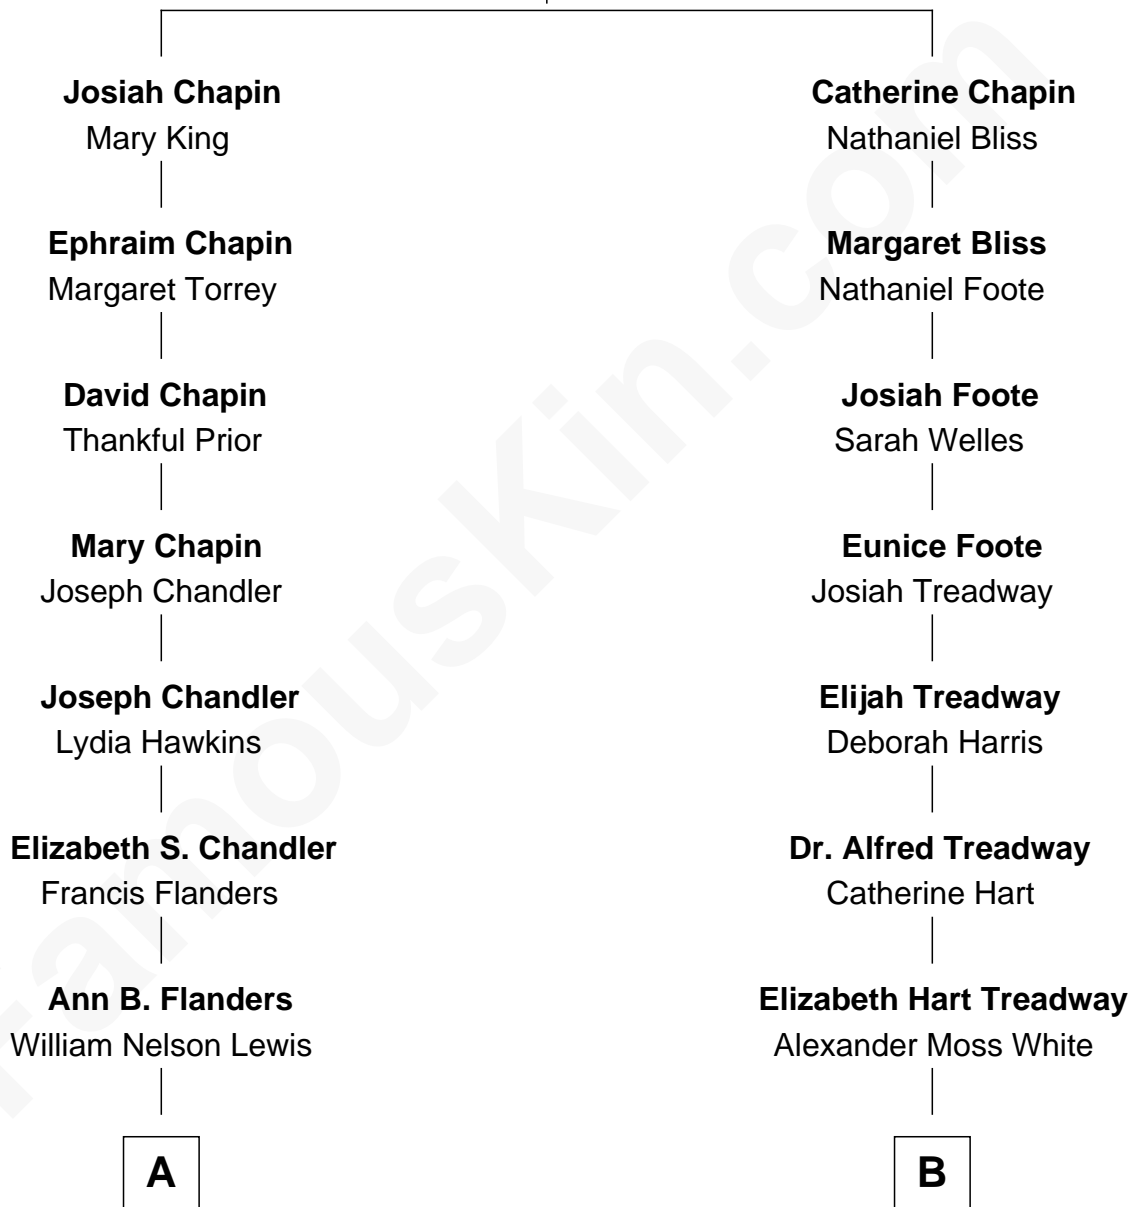 Josiah Chapin
Mary King
Ephraim Chapin
Margaret Torrey
David Chapin
Thankful Prior
Mary Chapin
Joseph Chandler
Joseph Chandler
Lydia Hawkins
Elizabeth S. Chandler
Francis Flanders
Ann B. Flanders
William Nelson Lewis
A
Catherine Chapin
Nathaniel Bliss
Margaret Bliss
Nathaniel Foote
Josiah Foote
Sarah Welles
Eunice Foote
Josiah Treadway
Elijah Treadway
Deborah Harris
Dr. Alfred Treadway
Catherine Hart
Elizabeth Hart Treadway
Alexander Moss White
B
FamousKin.com